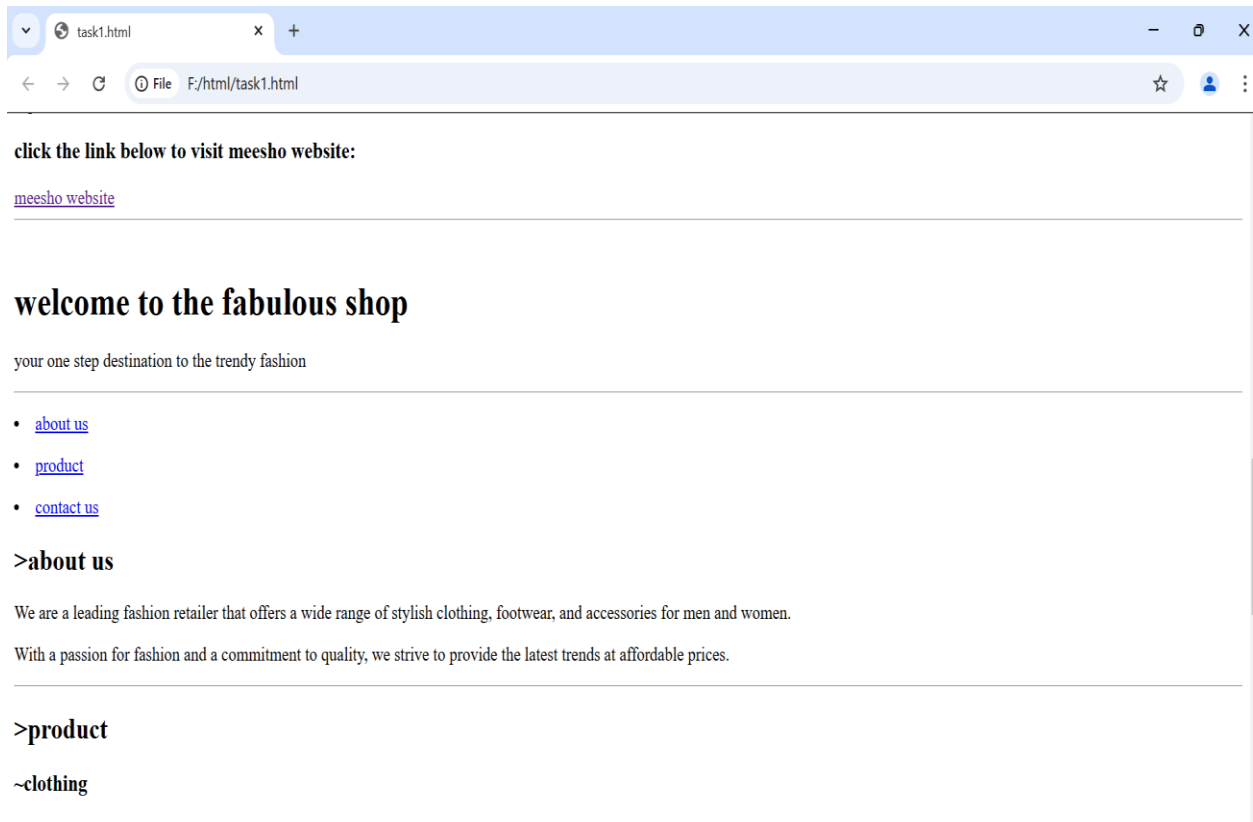 task1.html
File F:/html/task1.html
click the link below to visit meesho website:
meesho website
welcome to the fabulous shop
your one step destination to the trendy fashion
• about us
• product
• contact us
>about us
We are a leading fashion retailer that offers a wide range of stylish clothing, footwear, and accessories for men and women.
With a passion for fashion and a commitment to quality, we strive to provide the latest trends at affordable prices.
>product
~clothing